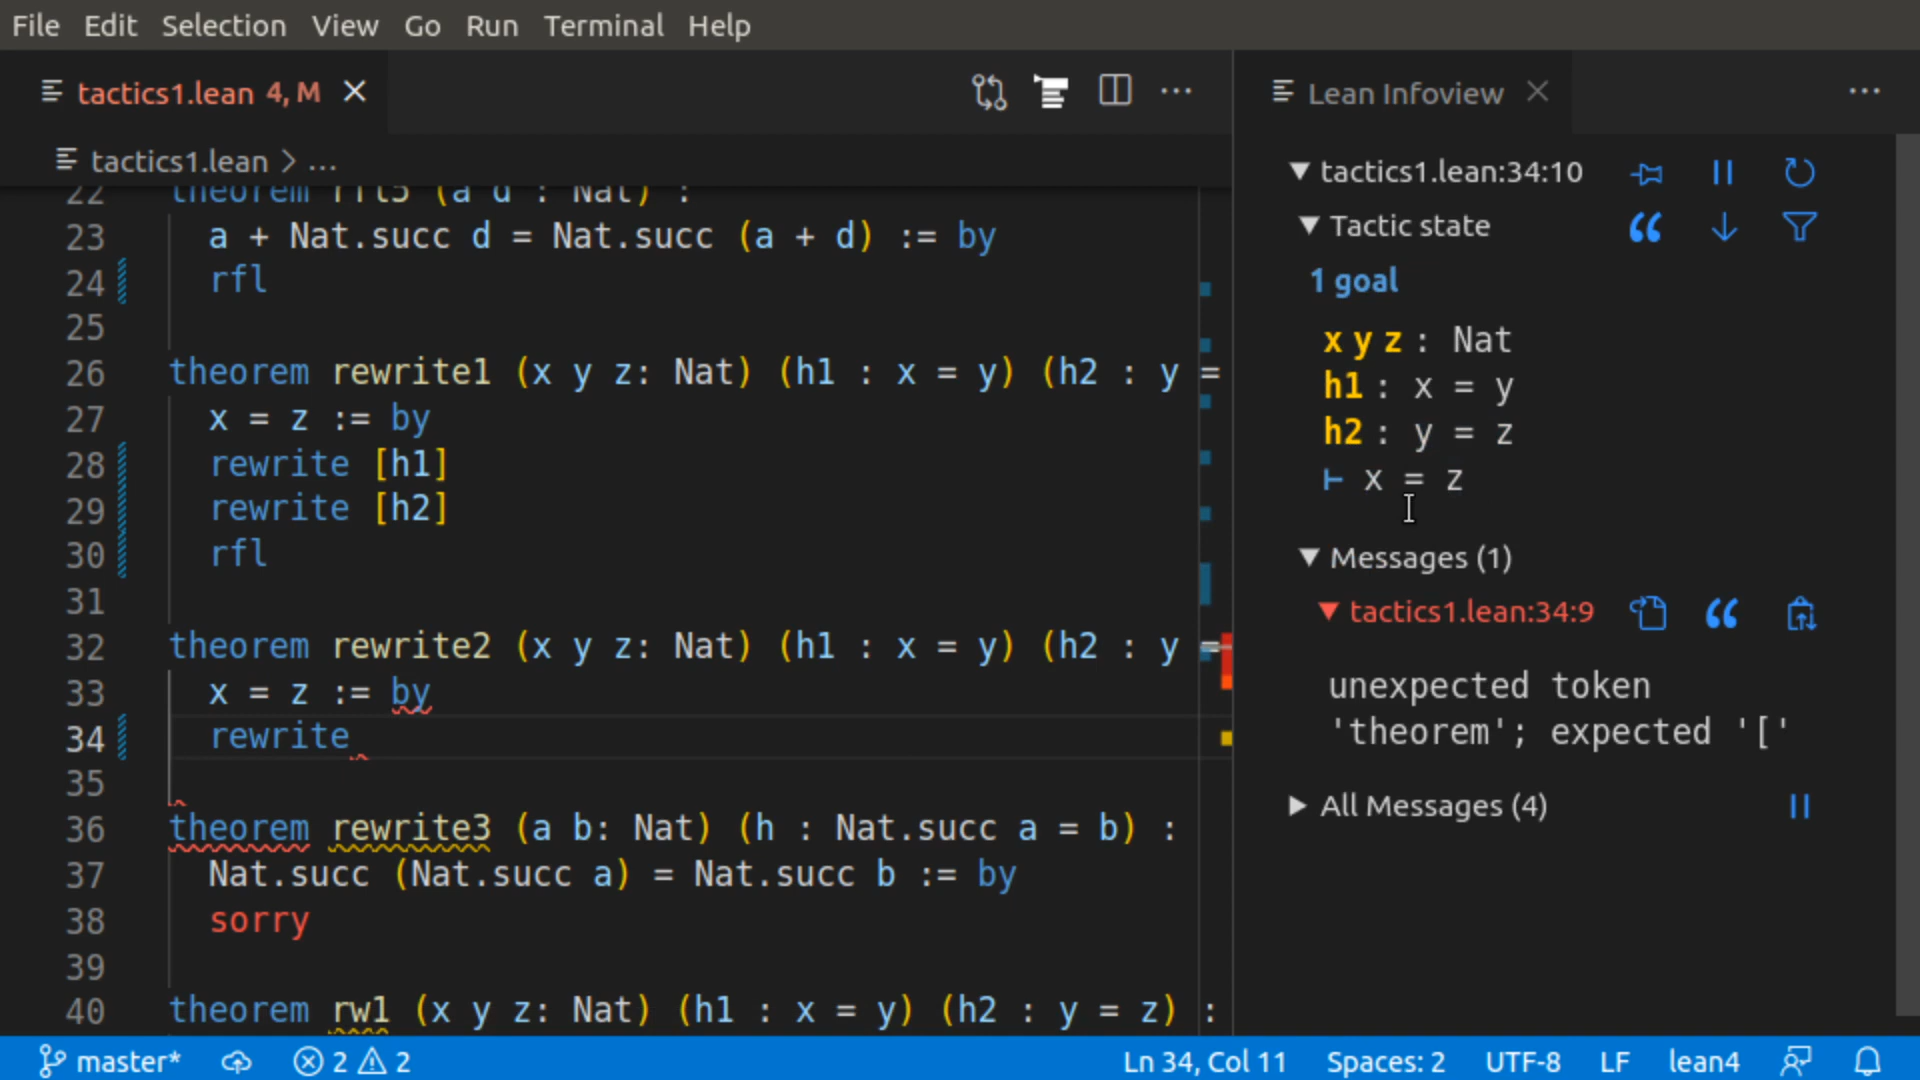 File Edit Selection View Go Run Terminal Help
tactics1.lean 4, M
Lean Infoview
tactics1.lean > ...
22 theorem rfl5 (a d : Nat) :
23 a + Nat.succ d = Nat.succ (a + d) := by
24 rfl
25
26 theorem rewrite1 (x y z: Nat) (h1 : x = y) (h2 : y =
27 x = z := by
28 rewrite [h1]
29 rewrite [h2]
30 rfl
31
32 theorem rewrite2 (x y z: Nat) (h1 : x = y) (h2 : y =
33 x = z := by
34 rewrite
35
36 theorem rewrite3 (a b: Nat) (h : Nat.succ a = b) :
37 Nat.succ (Nat.succ a) = Nat.succ b := by
38 sorry
39
40 theorem rw1 (x y z: Nat) (h1 : x = y) (h2 : y = z) :
tactics1.lean:34:10
Tactic state
1 goal
x y z : Nat
h1 : x = y
h2 : y = z
⊢ x = z
Messages (1)
tactics1.lean:34:9
unexpected token
'theorem'; expected '['
All Messages (4)
master* 2 2 Ln 34, Col 11 Spaces: 2 UTF-8 LF lean4